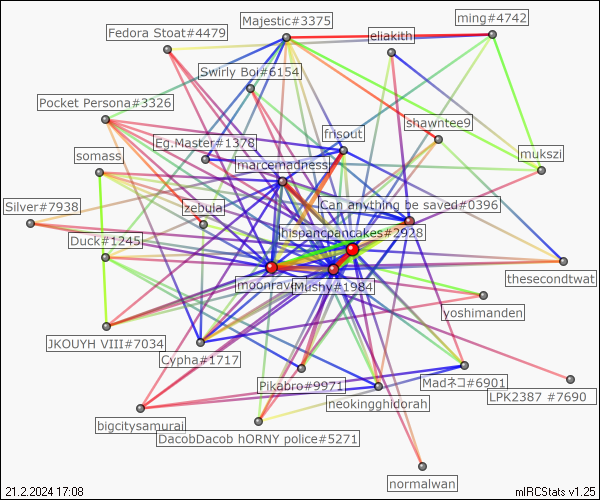 Majestic#3375
ming#4742
Fedora Stoat#4479
eliakith
Swirly Boi#6154
Pocket Persona#3326
shawntee9
frisout
Eg.Master#1378
mukszi
somass
marcemadness
Can anything be saved#0396
Silver#7938
zebulai
hispancpancakes#2928
Duck#1245
thesecondtwat
moonrav
Mushy#1984
yoshimanden
JKOUYH VIII#7034
Cypha#1717
Pikabro#9971
Madネコ#6901
LPK2387 #7690
neokingghidorah
bigcitysamurai
DacobDacob hORNY police#5271
normalwan
21.2.2024 17:08
mIRCStats v1.25